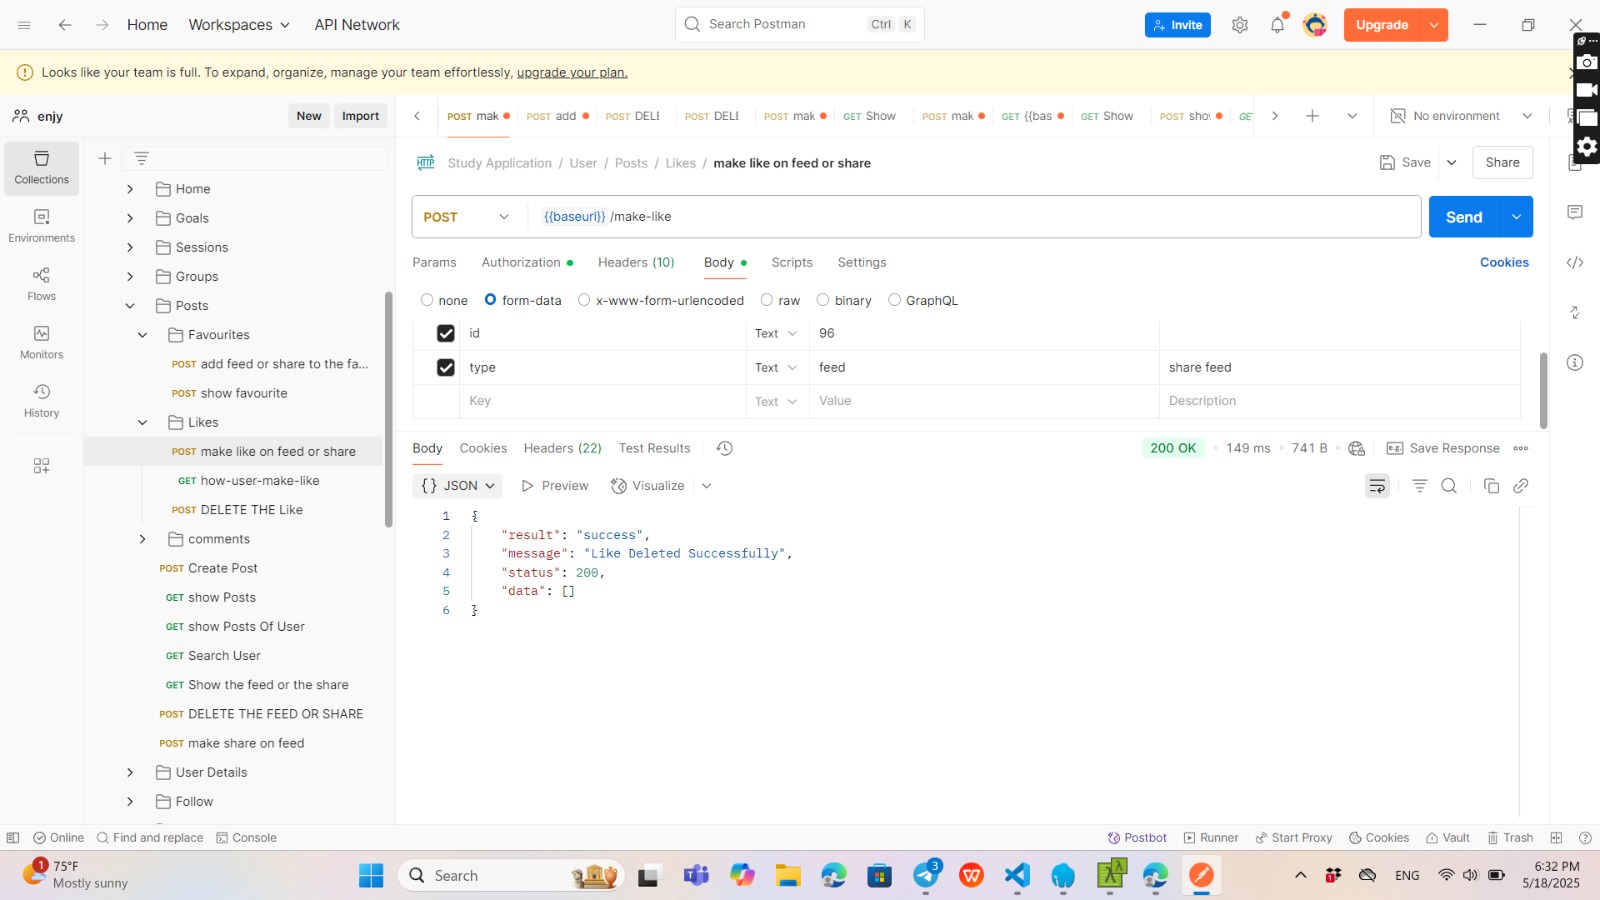 Home Workspaces API Network Search Postman Ctrl K Invite Upgrade
Looks like your team is full. To expand, organize, manage your team effortlessly, upgrade your plan.
enjy New Import POST mak POST add POST DELE POST DELE POST mak GET Show POST mak GET {{bas GET Show POST sho GE No environment
Collections
Environments
Flows
Monitors
History
Home
Goals
Sessions
Groups
Posts
Favourites
POST add feed or share to the fa...
POST show favourite
Likes
POST make like on feed or share
GET how-user-make-like
POST DELETE THE Like
comments
POST Create Post
GET show Posts
GET show Posts Of User
GET Search User
GET Show the feed or the share
POST DELETE THE FEED OR SHARE
POST make share on feed
User Details
Follow
HTTP Study Application / User / Posts / Likes / make like on feed or share Save Share
POST {{baseurl}} /make-like Send
Params Authorization Headers (10) Body Scripts Settings Cookies
none form-data x-www-form-urlencoded raw binary GraphQL
id Text 96
type Text feed share feed
Key Text Value Description
Body Cookies Headers (22) Test Results 200 OK 149 ms 741 B Save Response
{} JSON Preview Visualize
1 {
2 "result": "success",
3 "message": "Like Deleted Successfully",
4 "status": 200,
5 "data": []
6 }
Online Find and replace Console Postbot Runner Start Proxy Cookies Vault Trash
1 75°F Search 3 ENG 6:32 PM
Mostly sunny 5/18/2025